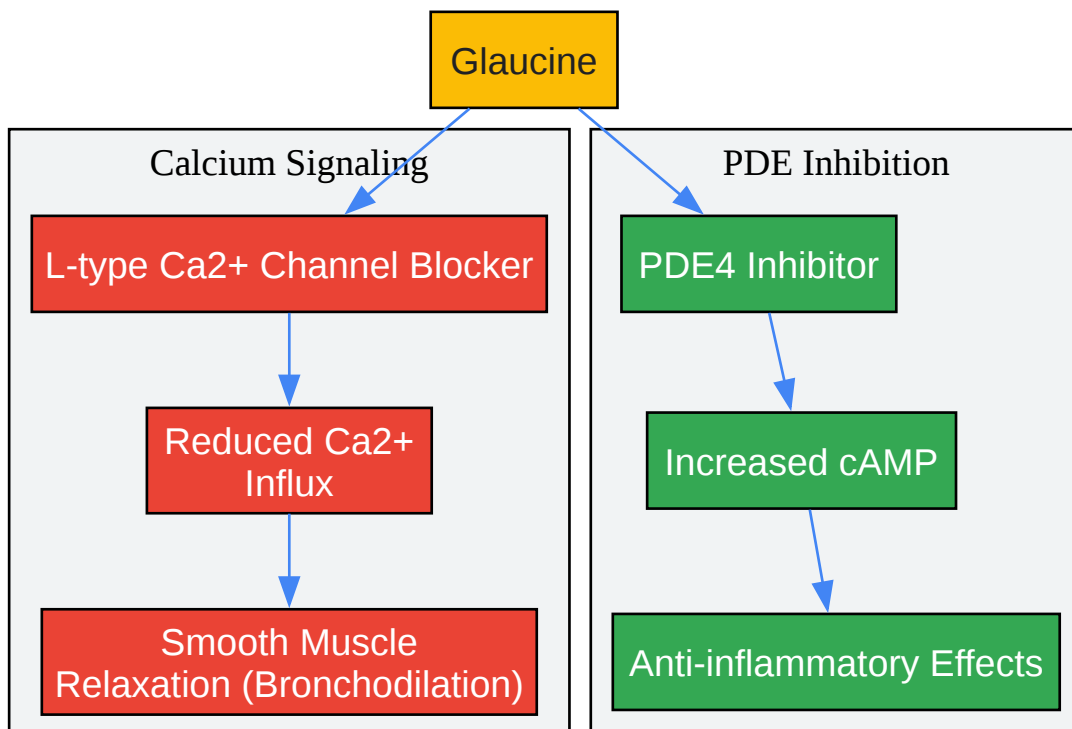 Glaucine
Calcium Signaling
L-type Ca2+ Channel Blocker
Reduced Ca2+
Influx
Smooth Muscle
Relaxation (Bronchodilation)
PDE Inhibition
PDE4 Inhibitor
Increased cAMP
Anti-inflammatory Effects